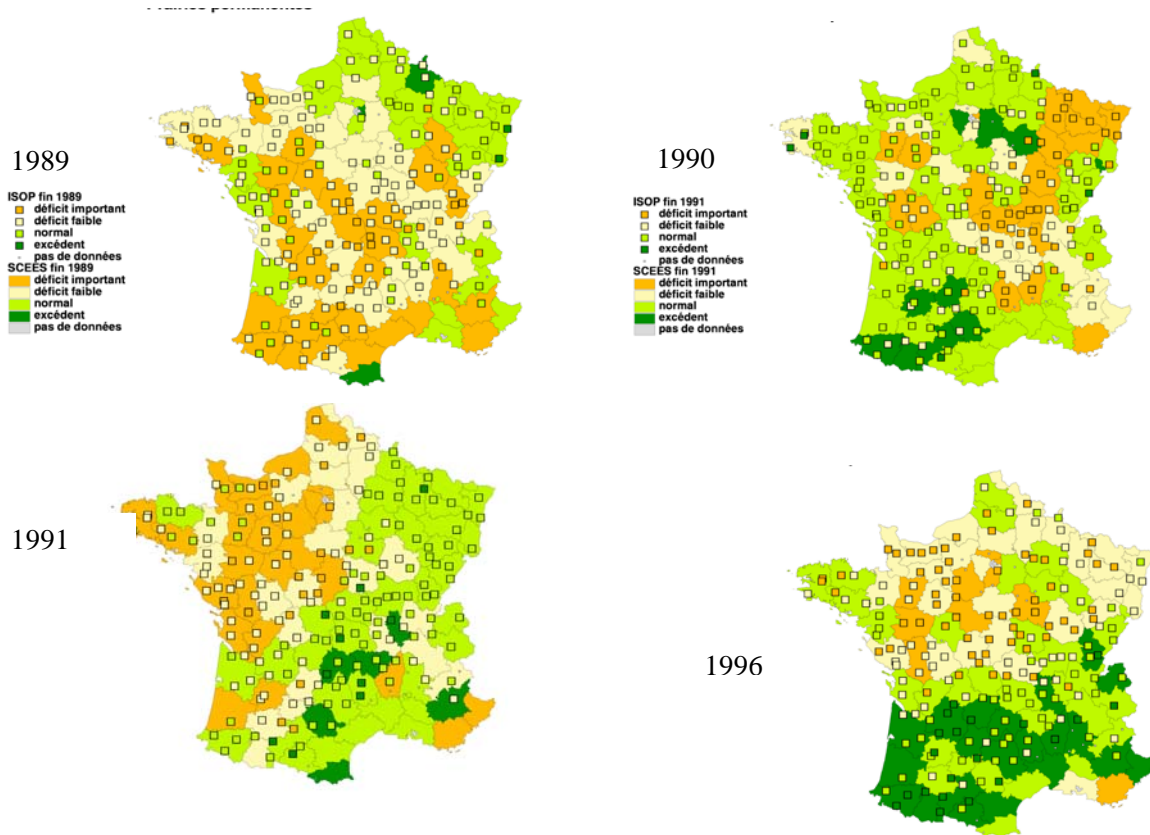 Prairies permanentes
1989
ISOP fin 1989
déficit important
déficit faible
normal
excédent
pas de données
SCEES fin 1989
déficit important
déficit faible
normal
excédent
pas de données
1990
ISOP fin 1991
déficit important
déficit faible
normal
excédent
pas de données
SCEES fin 1991
déficit important
déficit faible
normal
excédent
pas de données
1991
1996